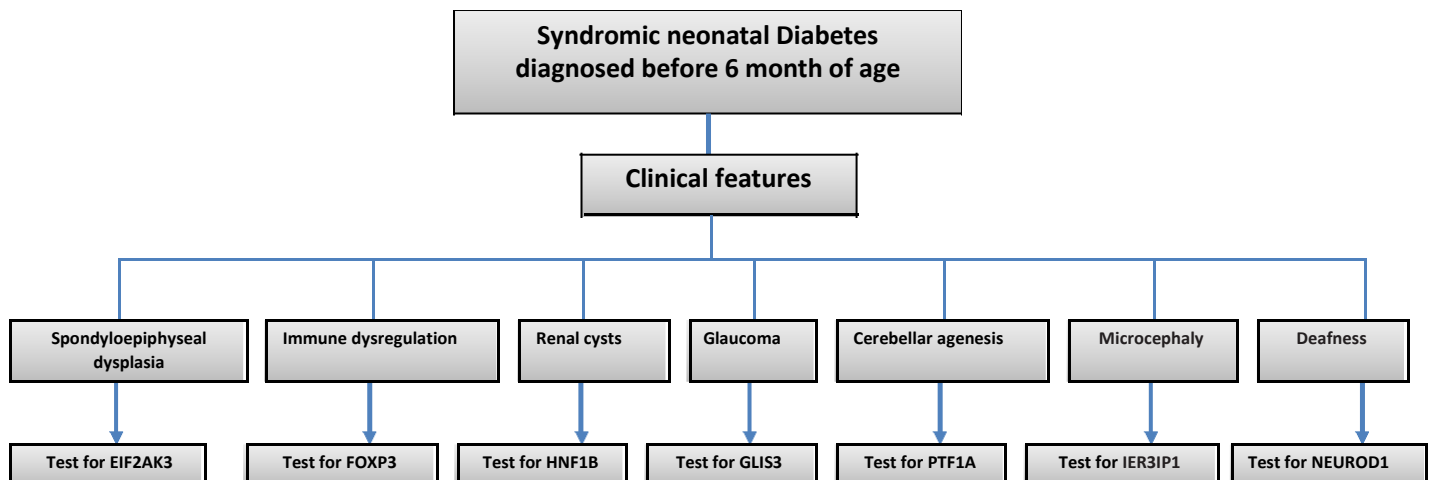 Syndromic neonatal Diabetes
diagnosed before 6 month of age
Clinical features
Spondyloepiphyseal
dysplasia
Immune dysregulation
Renal cysts
Glaucoma
Cerebellar agenesis
Microcephaly
Deafness
Test for EIF2AK3
Test for FOXP3
Test for HNF1B
Test for GLIS3
Test for PTF1A
Test for IER3IP1
Test for NEUROD1